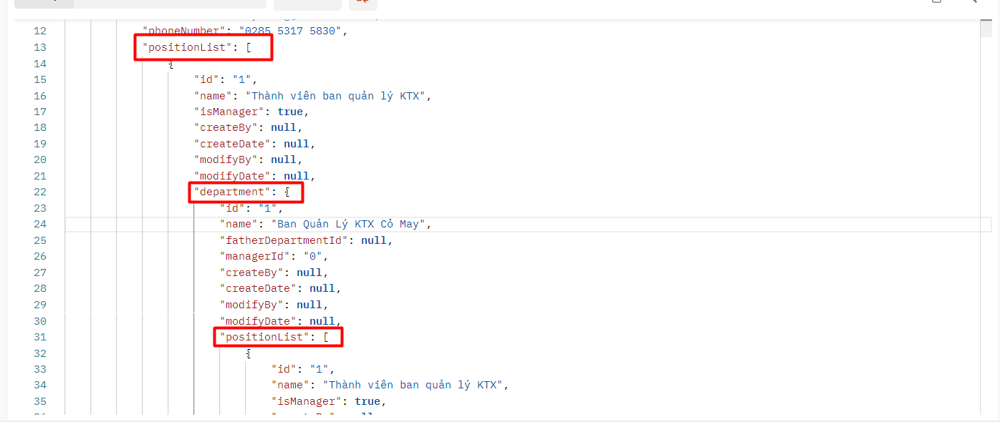 12 "phoneNumber": "0285 5317 5830",
13 "positionList": [
14 {
15 "id": "1",
16 "name": "Thành viên ban quản lý KTX",
17 "isManager": true,
18 "createBy": null,
19 "createDate": null,
20 "modifyBy": null,
21 "modifyDate": null,
22 "department": {
23 "id": "1",
24 "name": "Ban Quản Lý KTX Cỏ May",
25 "fatherDepartmentId": null,
26 "managerId": "0",
27 "createBy": null,
28 "createDate": null,
29 "modifyBy": null,
30 "modifyDate": null,
31 "positionList": [
32 {
33 "id": "1",
34 "name": "Thành viên ban quản lý KTX",
35 "isManager": true,